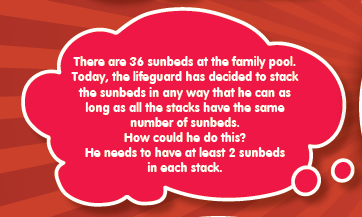 There are 36 sunbeds at the family pool.
Today, the lifeguard has decided to stack
the sunbeds in any way that he can as
long as all the stacks have the same
number of sunbeds.
How could he do this?
He needs to have at least 2 sunbeds
in each stack.